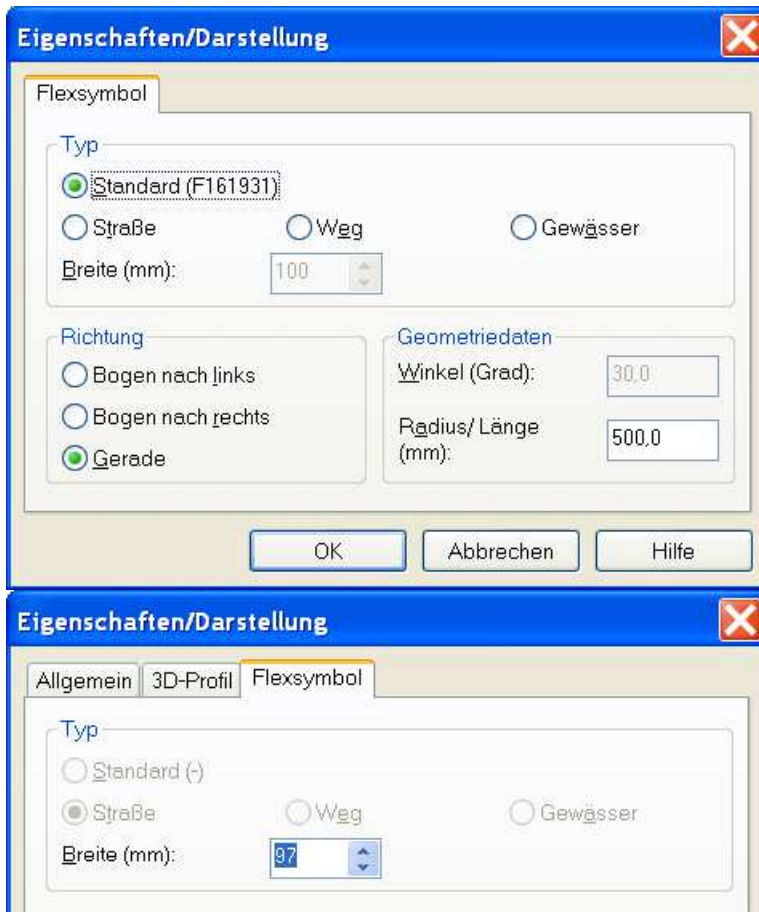 Eigenschaften/Darstellung
Flexsymbol
Typ
Standard (F161931)
Straße Weg Gewässer
Breite (mm): 100
Richtung
Bogen nach links
Bogen nach rechts
Gerade
Geometriedaten
Winkel (Grad): 30,0
Radius/ Länge
(mm): 500,0
OK Abbrechen Hilfe
Eigenschaften/Darstellung
Allgemein 3D-Profil Flexsymbol
Typ
Standard (-)
Straße Weg Gewässer
Breite (mm): 97